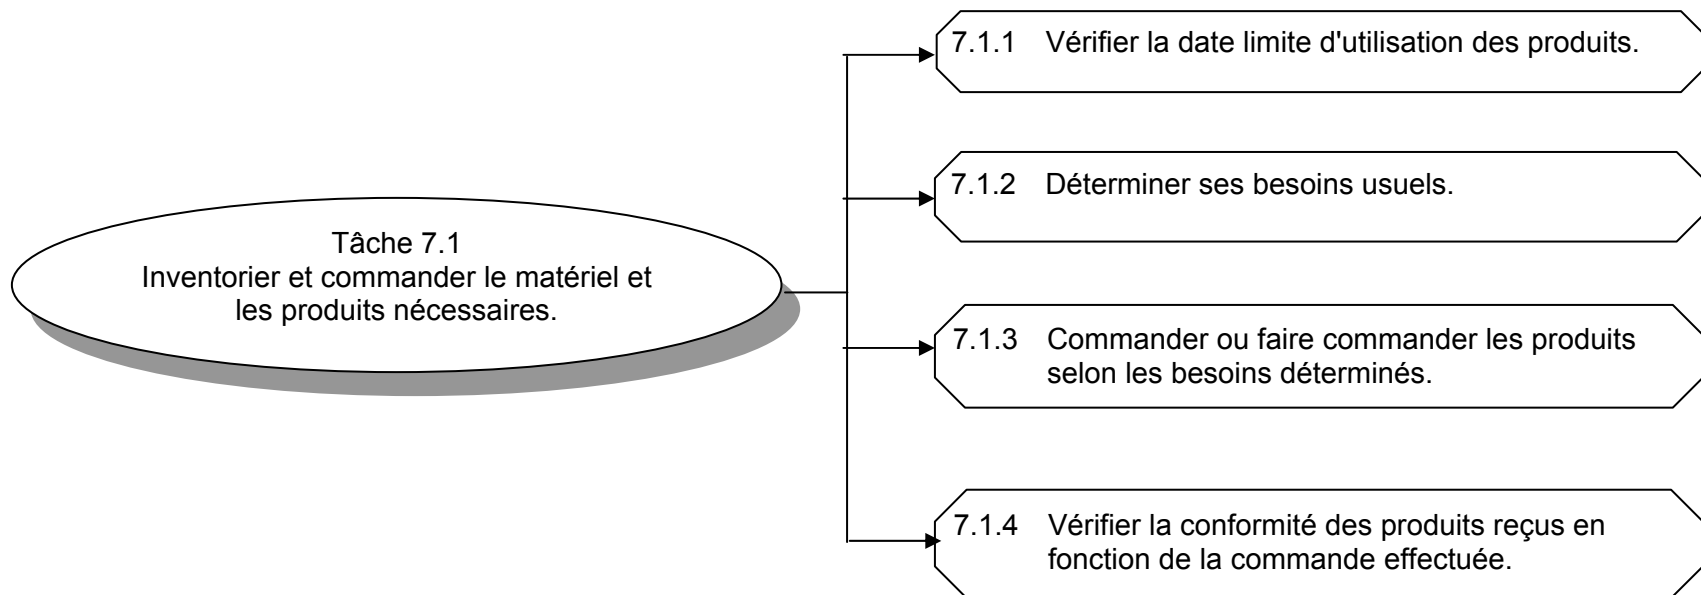 Tâche 7.1
Inventorier et commander le matériel et
les produits nécessaires.
7.1.1 Vérifier la date limite d'utilisation des produits.
7.1.2 Déterminer ses besoins usuels.
7.1.3 Commander ou faire commander les produits
selon les besoins déterminés.
7.1.4 Vérifier la conformité des produits reçus en
fonction de la commande effectuée.